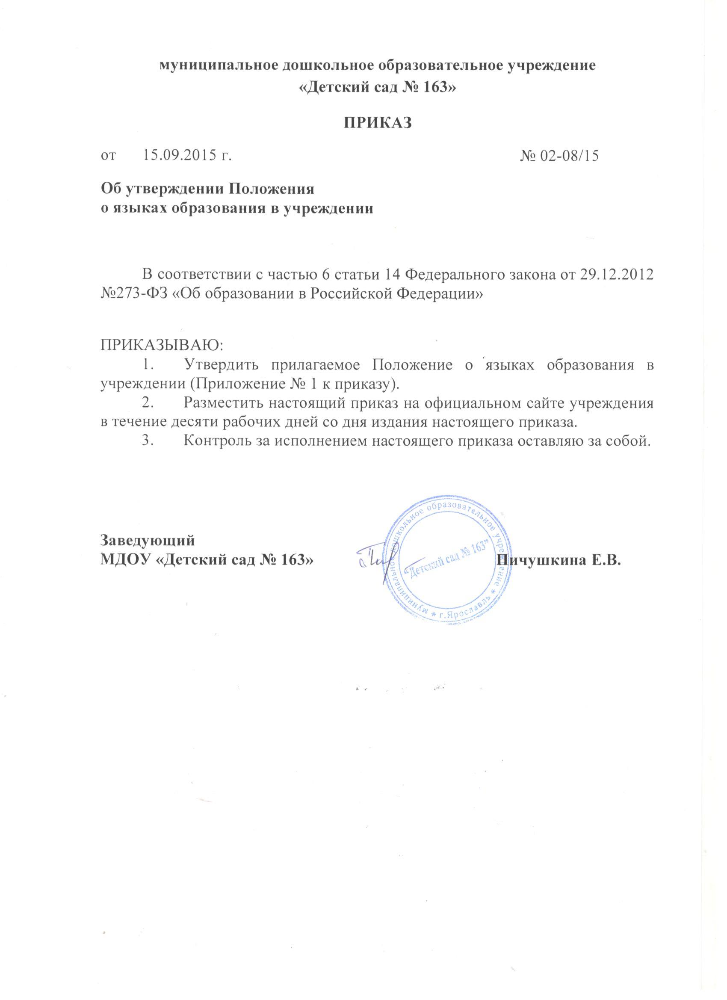 муниципальное дошкольное образовательное учреждение
«Детский сад № 163»
ПРИКАЗ
от 15.09.2015 г. № 02-08/15
Об утверждении Положения
о языках образования в учреждении
В соответствии с частью 6 статьи 14 Федерального закона от 29.12.2012
№273-ФЗ «Об образовании в Российской Федерации»
ПРИКАЗЫВАЮ:
1. Утвердить прилагаемое Положение о языках образования в
учреждении (Приложение № 1 к приказу).
2. Разместить настоящий приказ на официальном сайте учреждения
в течение десяти рабочих дней со дня издания настоящего приказа.
3. Контроль за исполнением настоящего приказа оставляю за собой.
Заведующий
МДОУ «Детский сад № 163» Пичушкина Е.В.
муниципальное дошкольное образовательное учреждение * г.Ярославль *
“Детский сад № 163”